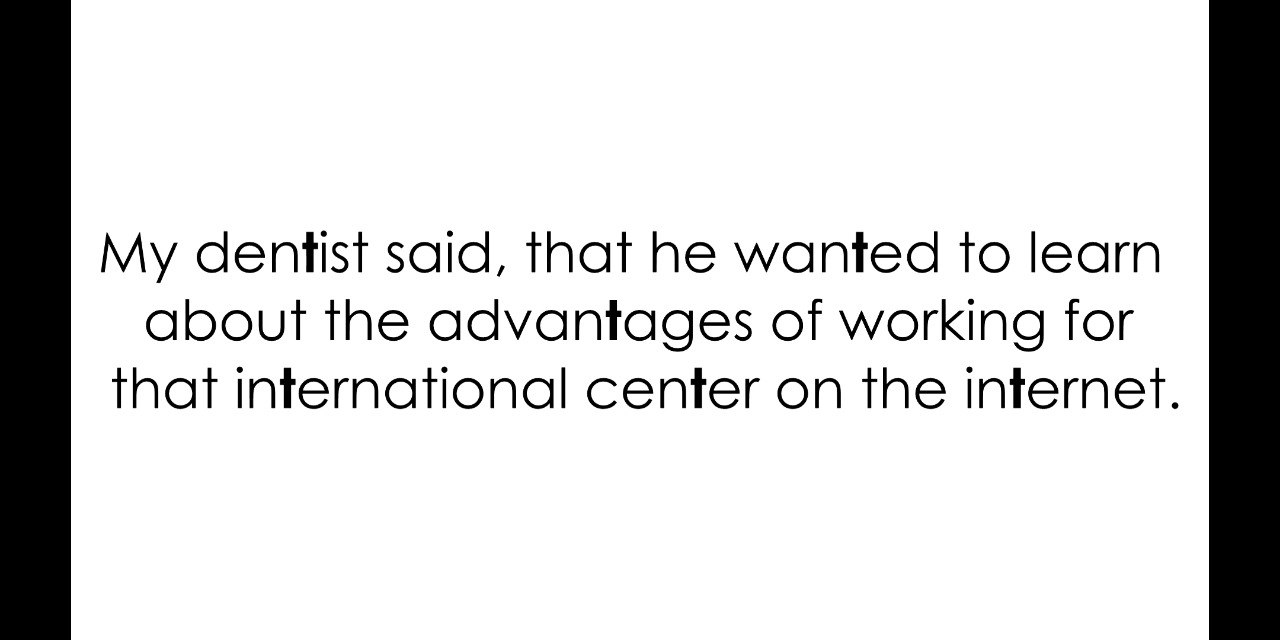 My dentist said, that he wanted to learn
about the advantages of working for
that international center on the internet.